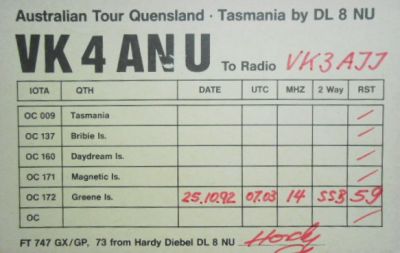 Australian Tour Quensland · Tasmania by DL 8 NU
VK 4 ANU To Radio VK3AJJ
IOTA QTH DATE UTC MHZ 2 Way RST
OC 009 Tasmania /
OC 137 Bribie Is. /
OC 160 Daydream Is. /
OC 171 Magnetic Is. /
OC 172 Greene Is. 25.10.92 07.03 14 SSB 59
OC /
FT 747 GX/GP, 73 from Hardy Diebel DL 8 NU Hardy